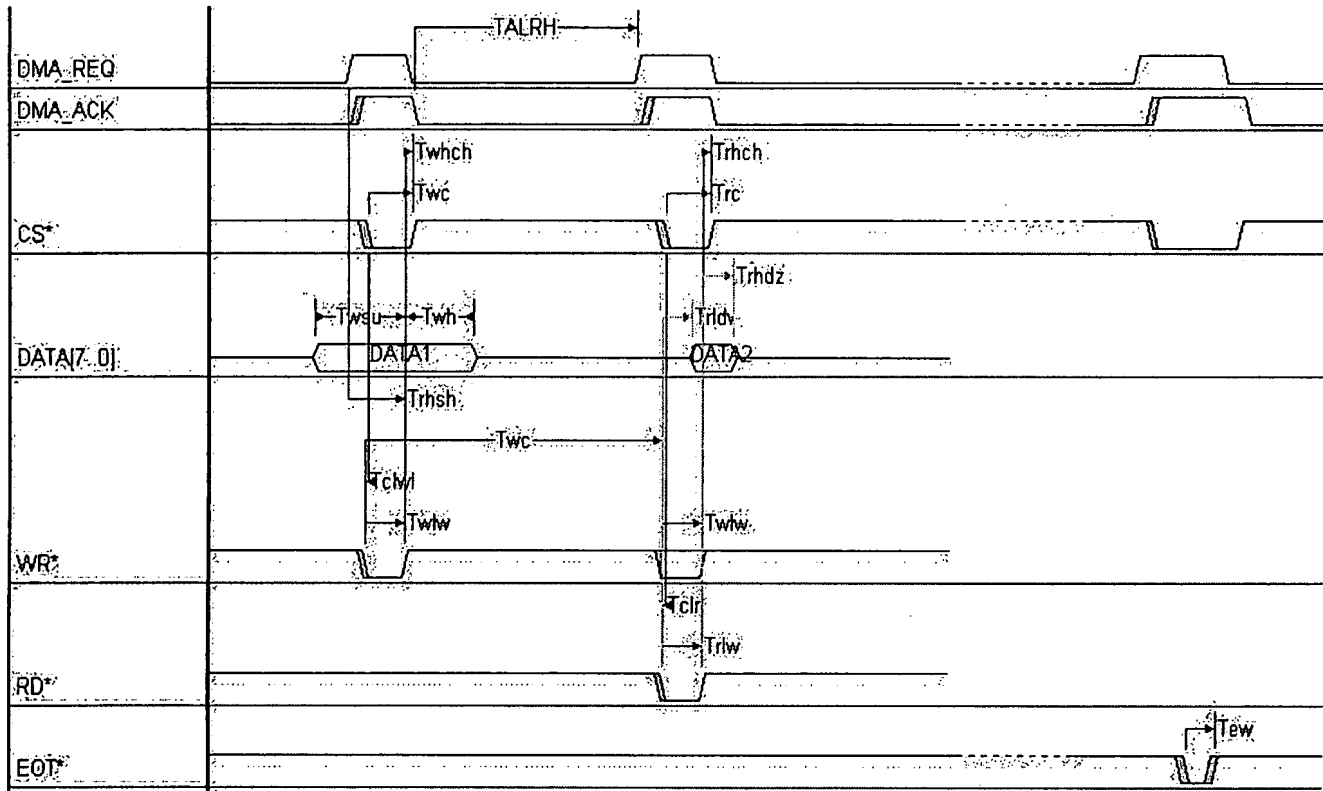 TALRH
DMA_REQ
DMA_ACK
Twhch Trhch
Twc Trc
CS*
Trhdz
Twsu Twh Trldv
DATA[7 0] DATA1 DATA2
Trhsh
Twc
Tclwl
Twlw Twlw
WR*
Tclr
Trlw
RD*
Tew
EOT*